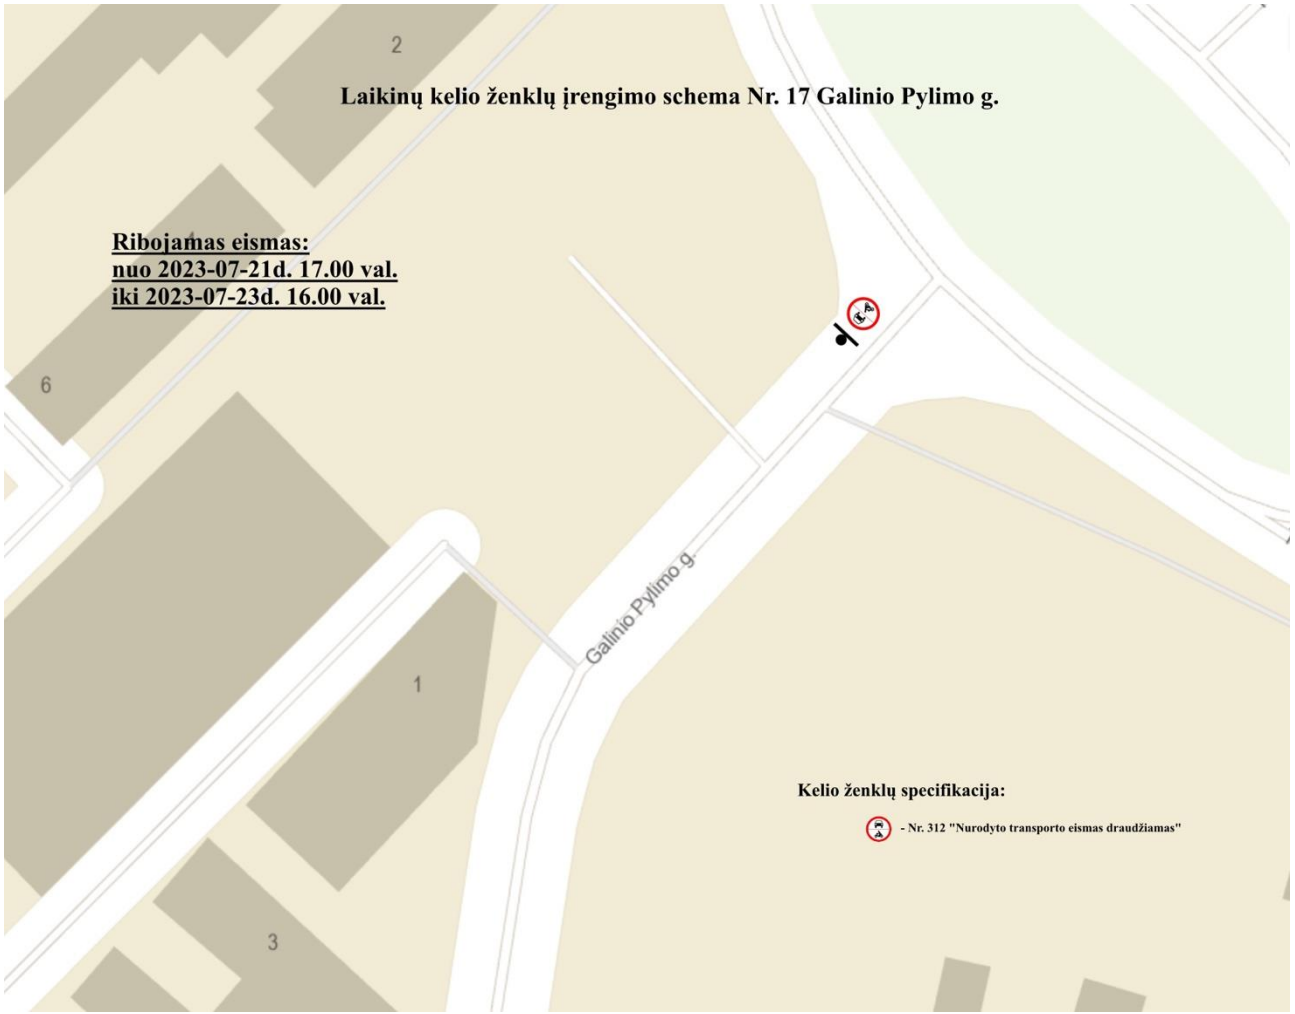 2
Laikinų kelio ženklų įrengimo schema Nr. 17 Galinio Pylimo g.
4
Ribojamas eismas:
nuo 2023-07-21d. 17.00 val.
iki 2023-07-23d. 16.00 val.
6
Galinio Pylimo g.
1
Kelio ženklų specifikacija:
- Nr. 312 "Nurodyto transporto eismas draudžiamas"
3